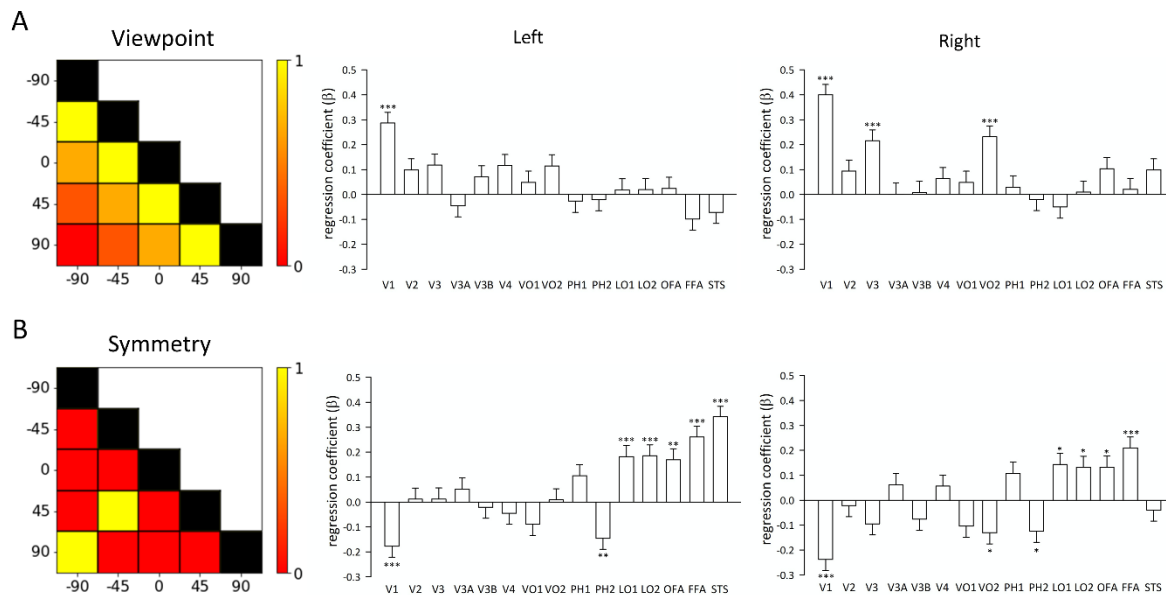 A
Viewpoint
-90
-45
0
45
90
-90 -45 0 45 90
1
0
Left
regression coefficient (β)
0.5
0.4
0.3
0.2
0.1
0.0
-0.1
-0.2
-0.3
***
V1 V2 V3 V3A V3B V4 VO1 VO2 PH1 PH2 LO1 LO2 OFA FFA STS
Right
regression coefficient (β)
0.5
0.4
0.3
0.2
0.1
0.0
-0.1
-0.2
-0.3
*** *** ***
V1 V2 V3 V3A V3B V4 VO1 VO2 PH1 PH2 LO1 LO2 OFA FFA STS
B
Symmetry
-90
-45
0
45
90
-90 -45 0 45 90
1
0
regression coefficient (β)
0.5
0.4
0.3
0.2
0.1
0.0
-0.1
-0.2
-0.3
*** ** *** *** ** *** ***
V1 V2 V3 V3A V3B V4 VO1 VO2 PH1 PH2 LO1 LO2 OFA FFA STS
regression coefficient (β)
0.5
0.4
0.3
0.2
0.1
0.0
-0.1
-0.2
-0.3
*** * * * * * ***
V1 V2 V3 V3A V3B V4 VO1 VO2 PH1 PH2 LO1 LO2 OFA FFA STS